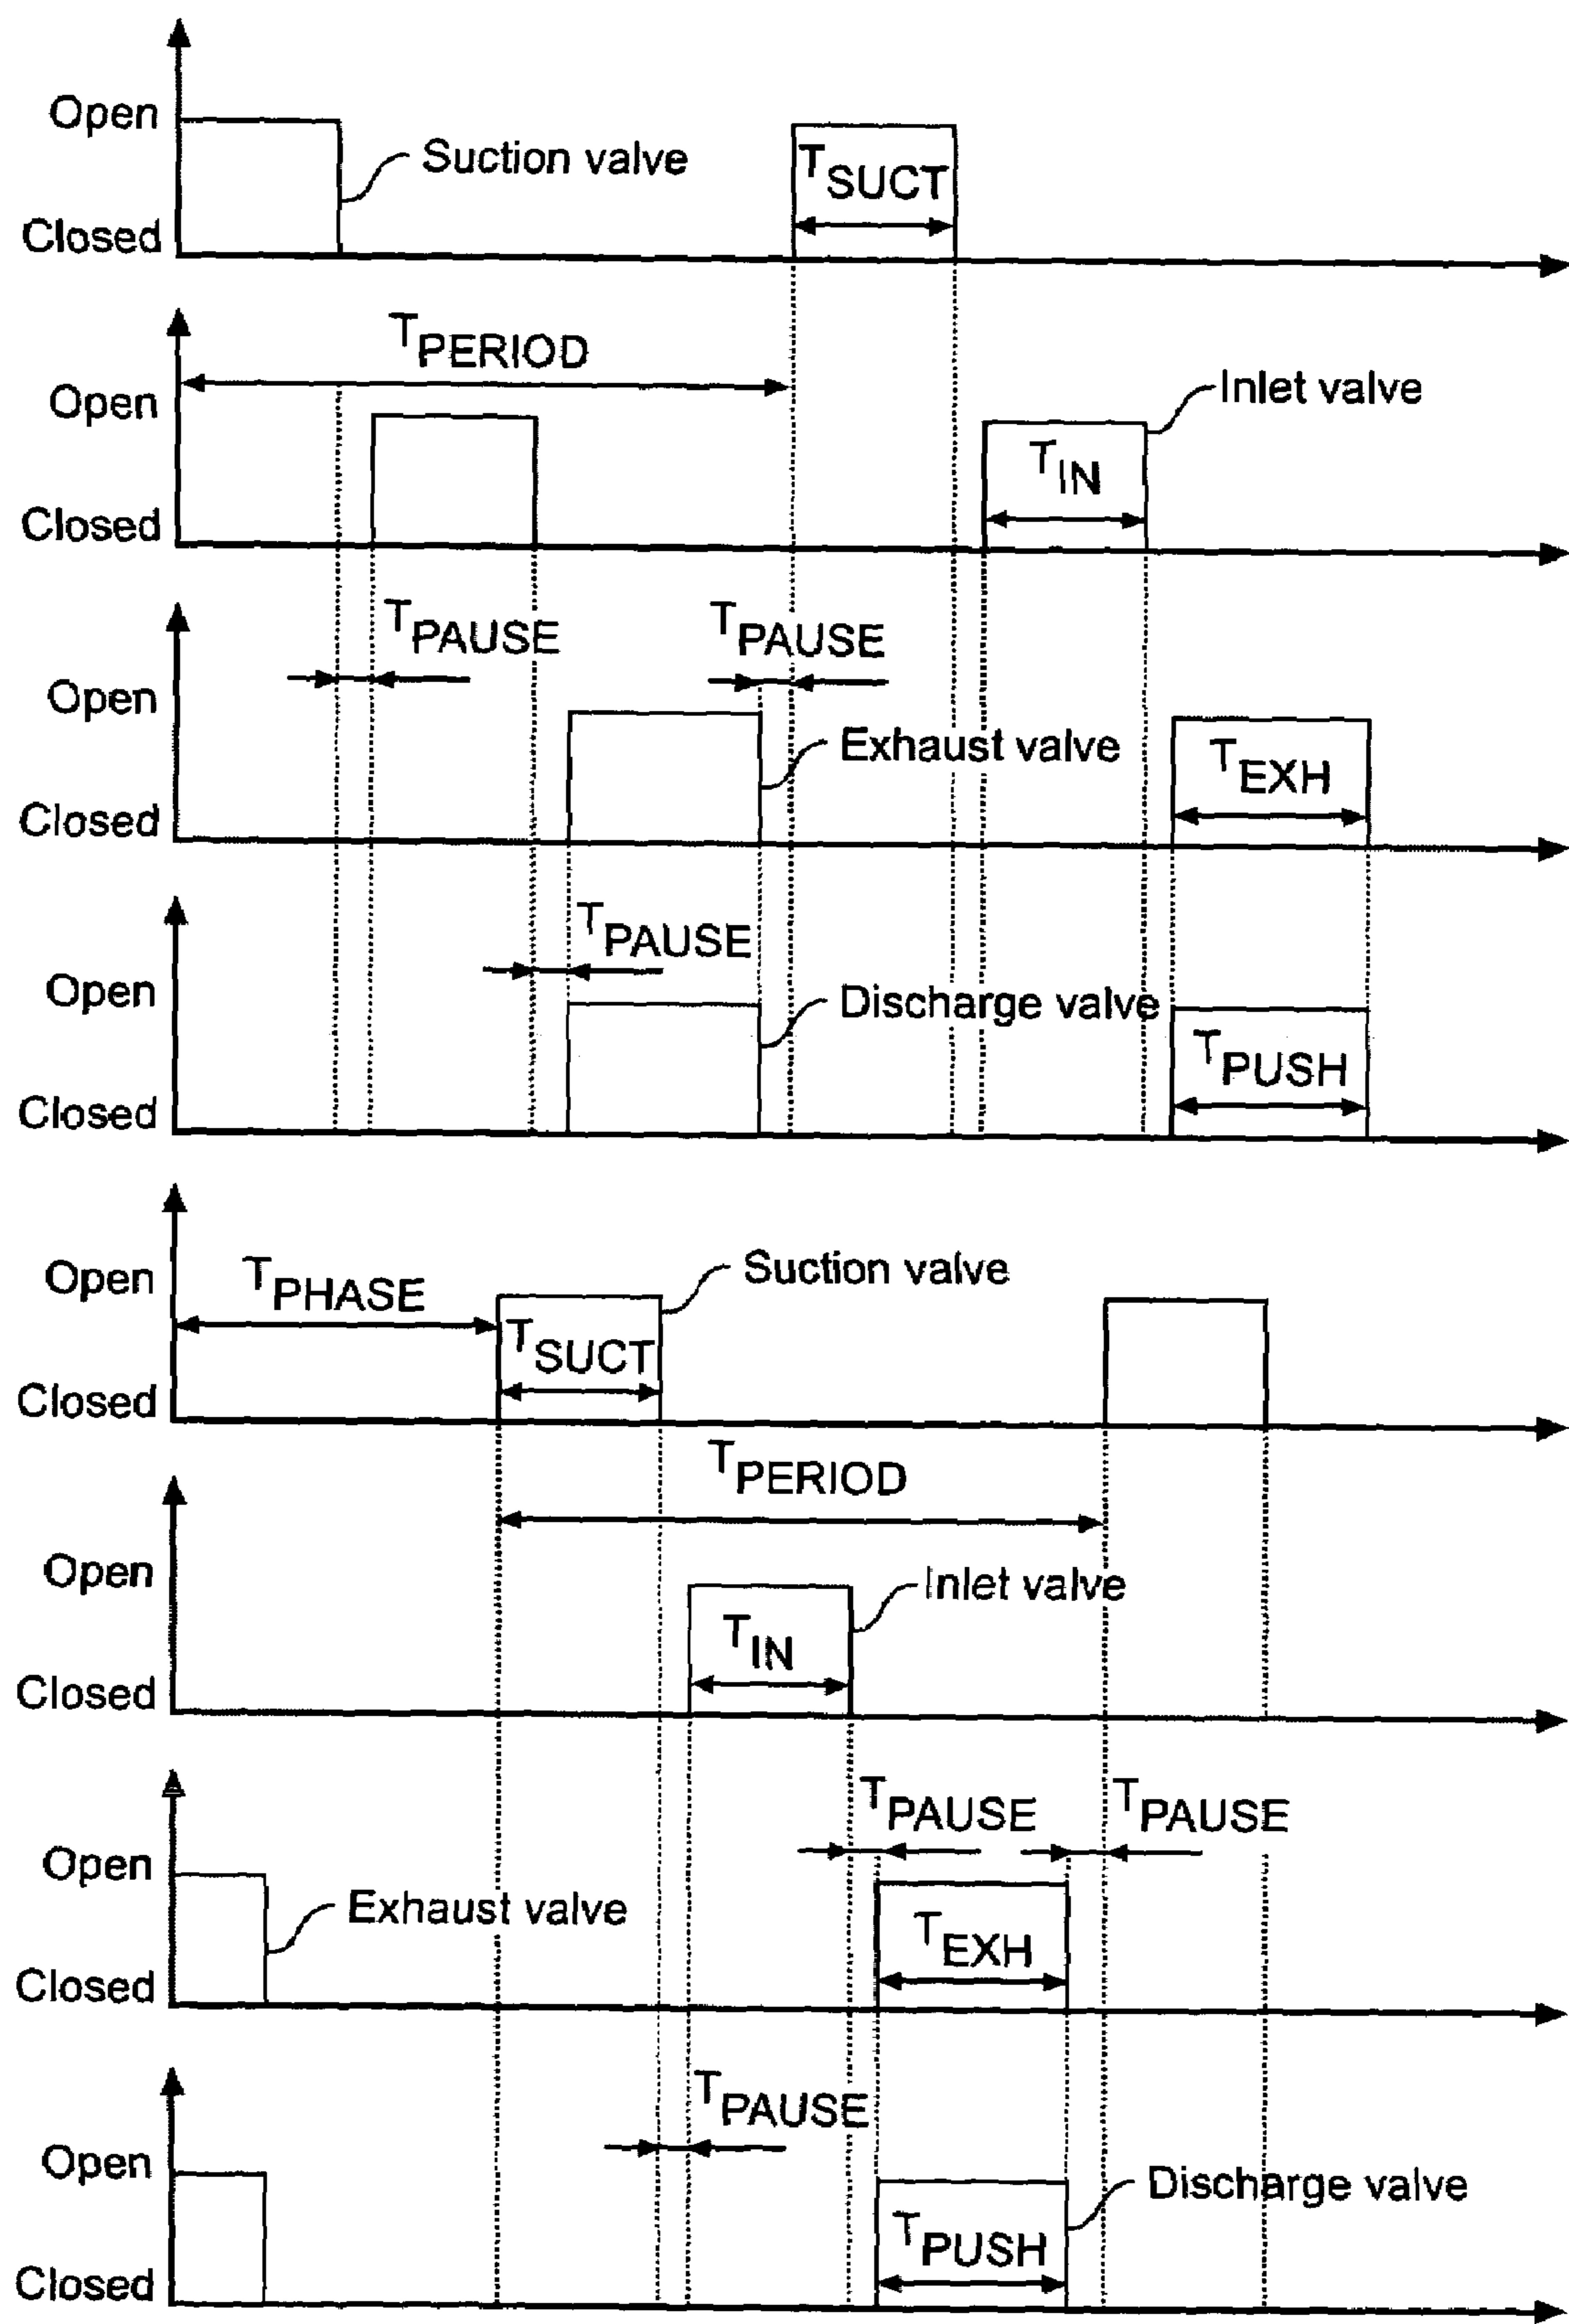 Open
Suction valve
TSUCT
Closed
TPERIOD
Open
Inlet valve
TIN
Closed
TPAUSE
TPAUSE
Open
Exhaust valve
TEXH
Closed
TPAUSE
Open
Discharge valve
TPUSH
Closed
Open
TPHASE
Suction valve
TSUCT
Closed
TPERIOD
Open
Inlet valve
TIN
Closed
TPAUSE
TPAUSE
Open
Exhaust valve
TEXH
Closed
TPAUSE
Open
Discharge valve
TPUSH
Closed